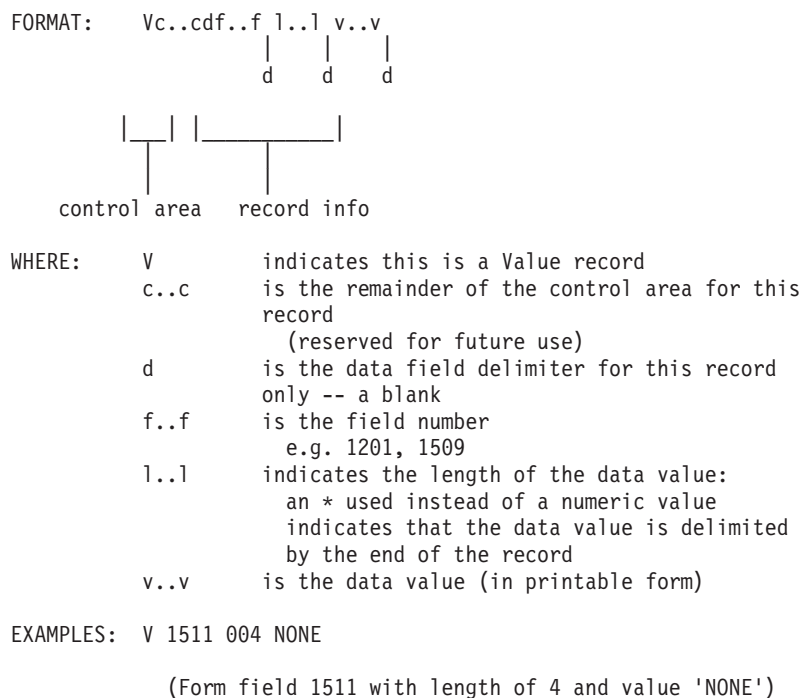 FORMAT: Vc..cdf..f l..l v..v
| | |
d d d
|___| |___________|
| |
| |
control area record info
WHERE: V indicates this is a Value record
c..c is the remainder of the control area for this
record
(reserved for future use)
d is the data field delimiter for this record
only -- a blank
f..f is the field number
e.g. 1201, 1509
l..l indicates the length of the data value:
an * used instead of a numeric value
indicates that the data value is delimited
by the end of the record
v..v is the data value (in printable form)
EXAMPLES: V 1511 004 NONE
(Form field 1511 with length of 4 and value 'NONE')